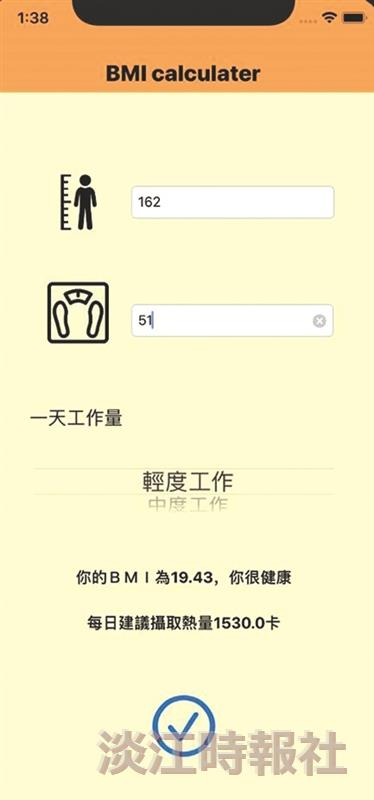 1:38
BMI calculater
162
51
一天工作量
輕度工作
中度工作
你的ＢＭＩ為19.43，你很健康
每日建議攝取熱量1530.0卡
淡江時報社